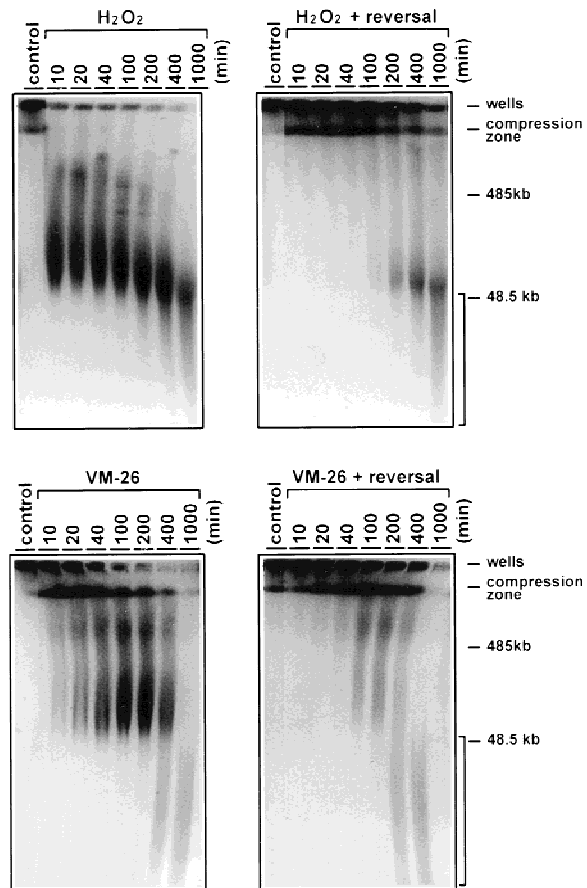 H2O2
control 10 20 40 100 200 400 1000 (min)
H2O2 + reversal
control 10 20 40 100 200 400 1000 (min)
wells
compression
zone
485kb
48.5 kb
VM-26
control 10 20 40 100 200 400 1000 (min)
VM-26 + reversal
control 10 20 40 100 200 400 1000 (min)
wells
compression
zone
485kb
48.5 kb